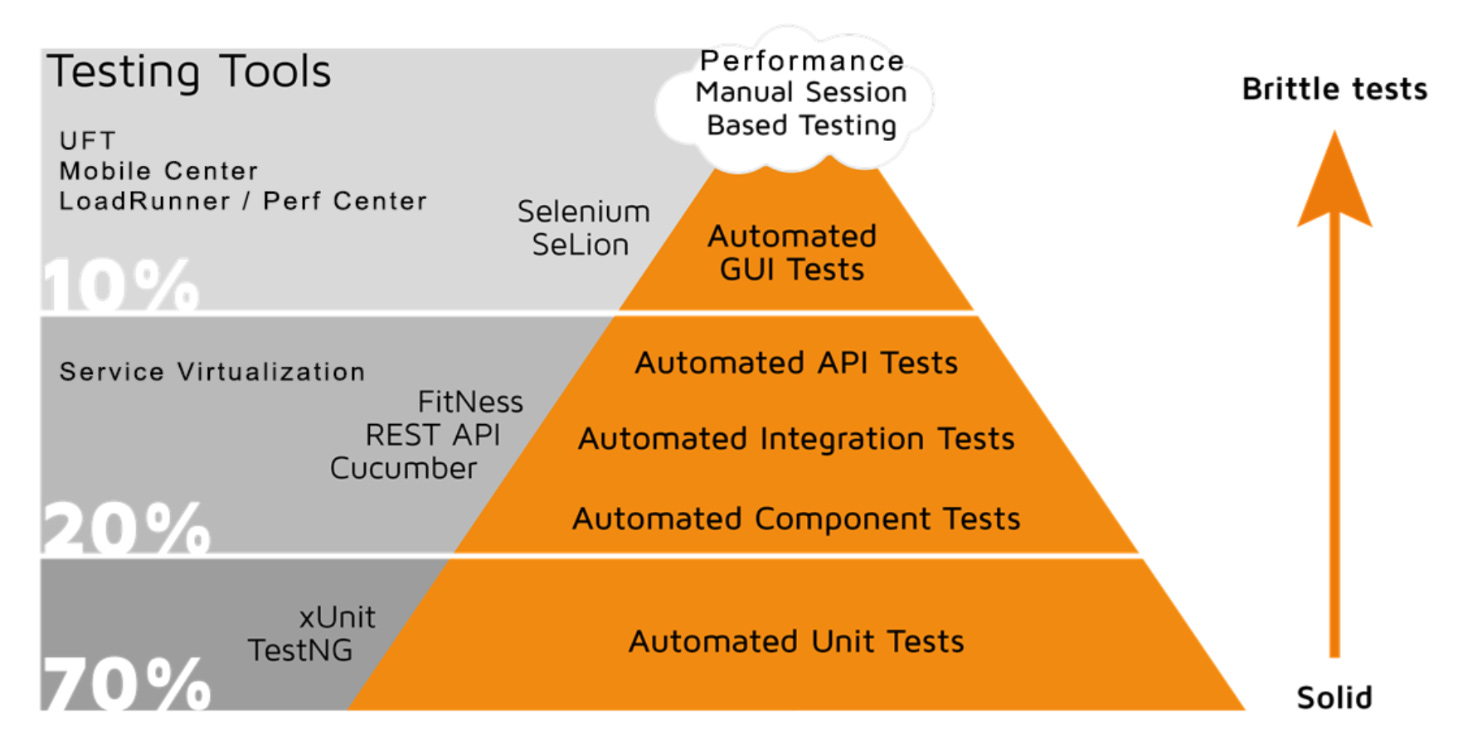 Testing Tools
UFT
Mobile Center
LoadRunner / Perf Center
Selenium
SeLion
10%
Performance
Manual Session
Based Testing
Automated
GUI Tests
Service Virtualization
FitNess
REST API
Cucumber
20%
Automated API Tests
Automated Integration Tests
Automated Component Tests
xUnit
TestNG
70%
Automated Unit Tests
Brittle tests
Solid